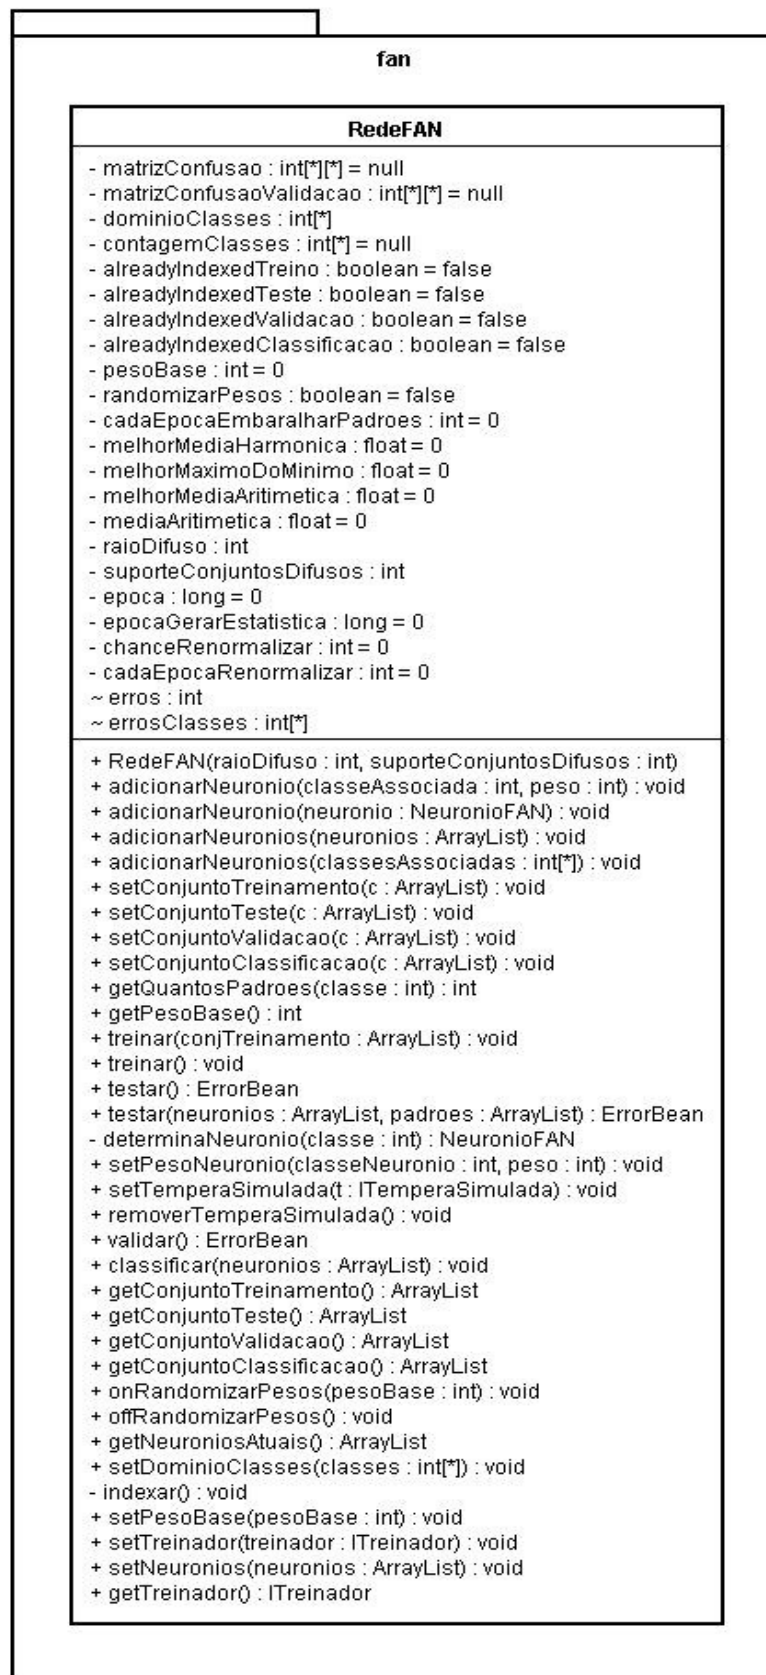 fan
RedeFAN
- matrizConfusao : int[*][*] = null
- matrizConfusaoValidacao : int[*][*] = null
- dominioClasses : int[*]
- contagemClasses : int[*] = null
- alreadyIndexedTreino : boolean = false
- alreadyIndexedTeste : boolean = false
- alreadyIndexedValidacao : boolean = false
- alreadyIndexedClassificacao : boolean = false
- pesoBase : int = 0
- randomizarPesos : boolean = false
- cadaEpocaEmbaralharPadroes : int = 0
- melhorMediaHarmonica : float = 0
- melhorMaximoDoMinimo : float = 0
- melhorMediaAritimetica : float = 0
- mediaAritimetica : float = 0
- raioDifuso : int
- suporteConjuntosDifusos : int
- epoca : long = 0
- epocaGerarEstatistica : long = 0
- chanceRenormalizar : int = 0
- cadaEpocaRenormalizar : int = 0
~ erros : int
~ errosClasses : int[*]
+ RedeFAN(raioDifuso : int, suporteConjuntosDifusos : int)
+ adicionarNeuronio(classeAssociada : int, peso : int) : void
+ adicionarNeuronio(neuronio : NeuronioFAN) : void
+ adicionarNeuronios(neuronios : ArrayList) : void
+ adicionarNeuronios(classesAssociadas : int[*]) : void
+ setConjuntoTreinamento(c : ArrayList) : void
+ setConjuntoTeste(c : ArrayList) : void
+ setConjuntoValidacao(c : ArrayList) : void
+ setConjuntoClassificacao(c : ArrayList) : void
+ getQuantosPadroes(classe : int) : int
+ getPesoBase() : int
+ treinar(conjTreinamento : ArrayList) : void
+ treinar() : void
+ testar() : ErrorBean
+ testar(neuronios : ArrayList, padroes : ArrayList) : ErrorBean
- determinaNeuronio(classe : int) : NeuronioFAN
+ setPesoNeuronio(classeNeuronio : int, peso : int) : void
+ setTemperaSimulada(t : ITemperaSimulada) : void
+ removerTemperaSimulada() : void
+ validar() : ErrorBean
+ classificar(neuronios : ArrayList) : void
+ getConjuntoTreinamento() : ArrayList
+ getConjuntoTeste() : ArrayList
+ getConjuntoValidacao() : ArrayList
+ getConjuntoClassificacao() : ArrayList
+ onRandomizarPesos(pesoBase : int) : void
+ offRandomizarPesos() : void
+ getNeuroniosAtuais() : ArrayList
+ setDominioClasses(classes : int[*]) : void
- indexar() : void
+ setPesoBase(pesoBase : int) : void
+ setTreinador(treinador : ITreinador) : void
+ setNeuronios(neuronios : ArrayList) : void
+ getTreinador() : ITreinador